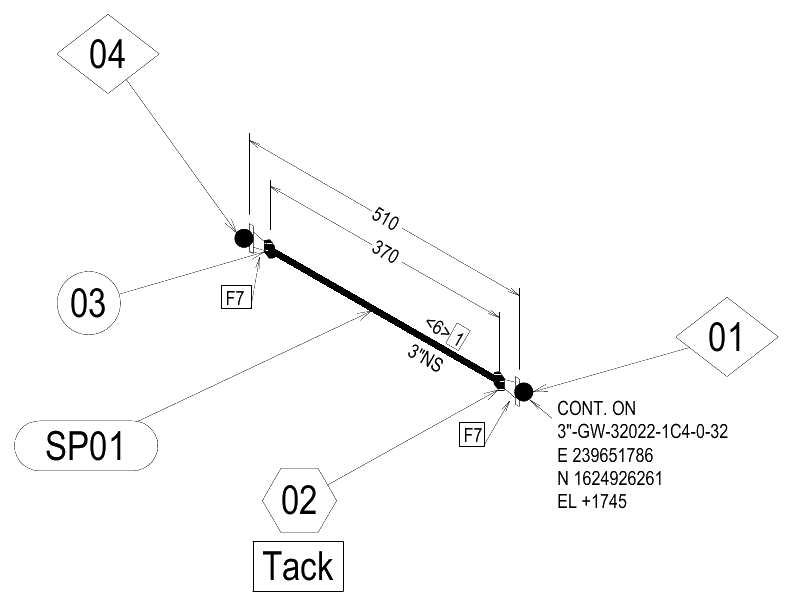 04
510
370
03
F7
<6> 1
3"NS
01
CONT. ON
3"-GW-32022-1C4-0-32
E 239651786
N 1624926261
EL +1745
SP01
F7
02
Tack